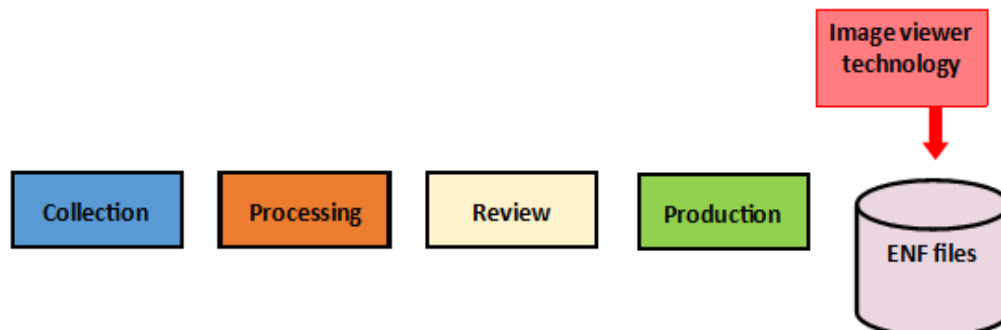 Image viewer
technology
Collection
Processing
Review
Production
ENF files